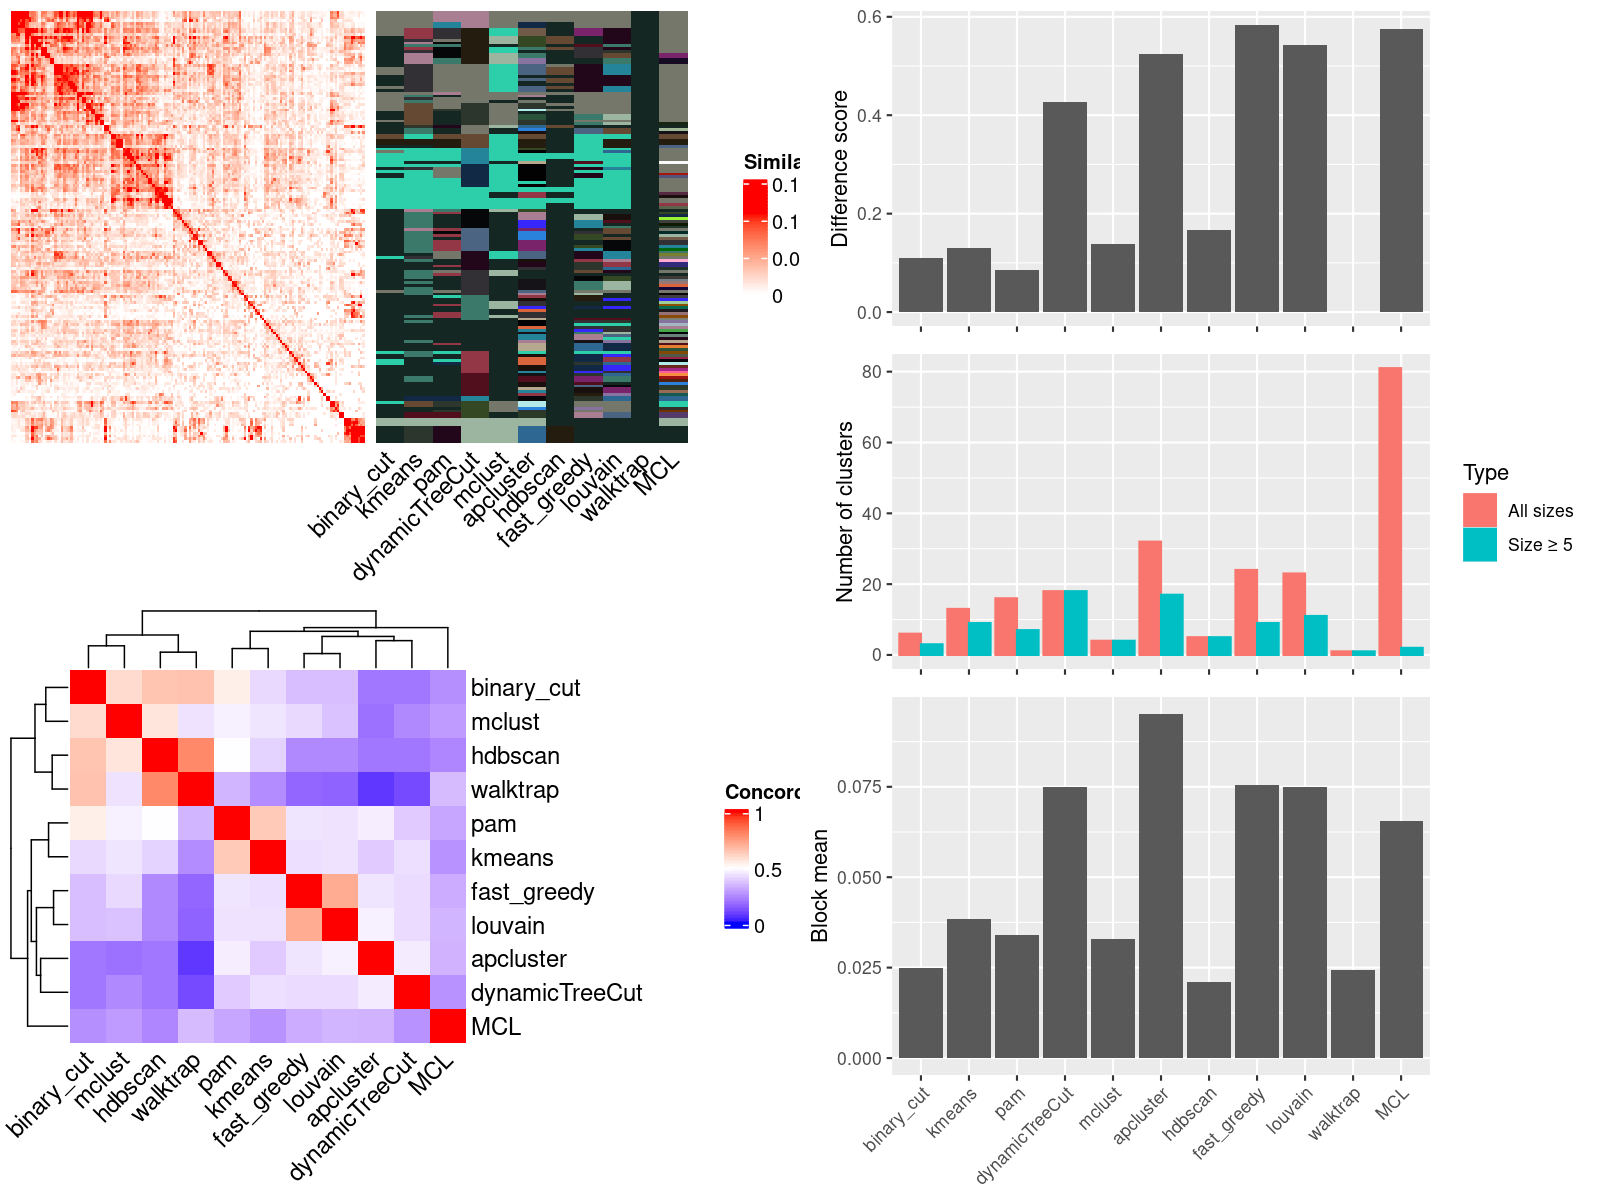 Simila
0.1
0.1
0.0
0
binary_cut
kmeans
pam
dynamicTreeCut
mclust
apcluster
hdbscan
fast_greedy
louvain
walktrap
MCL
binary_cut
mclust
hdbscan
walktrap
pam
kmeans
fast_greedy
louvain
apcluster
dynamicTreeCut
MCL
binary_cut
mclust
hdbscan
walktrap
pam
kmeans
fast_greedy
louvain
apcluster
dynamicTreeCut
MCL
Concord
1
0.5
0
Difference score
0.6
0.4
0.2
0.0
Number of clusters
80
60
40
20
0
Type
All sizes
Size ≥ 5
Block mean
0.075
0.050
0.025
0.000
binary_cut
kmeans
pam
dynamicTreeCut
mclust
apcluster
hdbscan
fast_greedy
louvain
walktrap
MCL